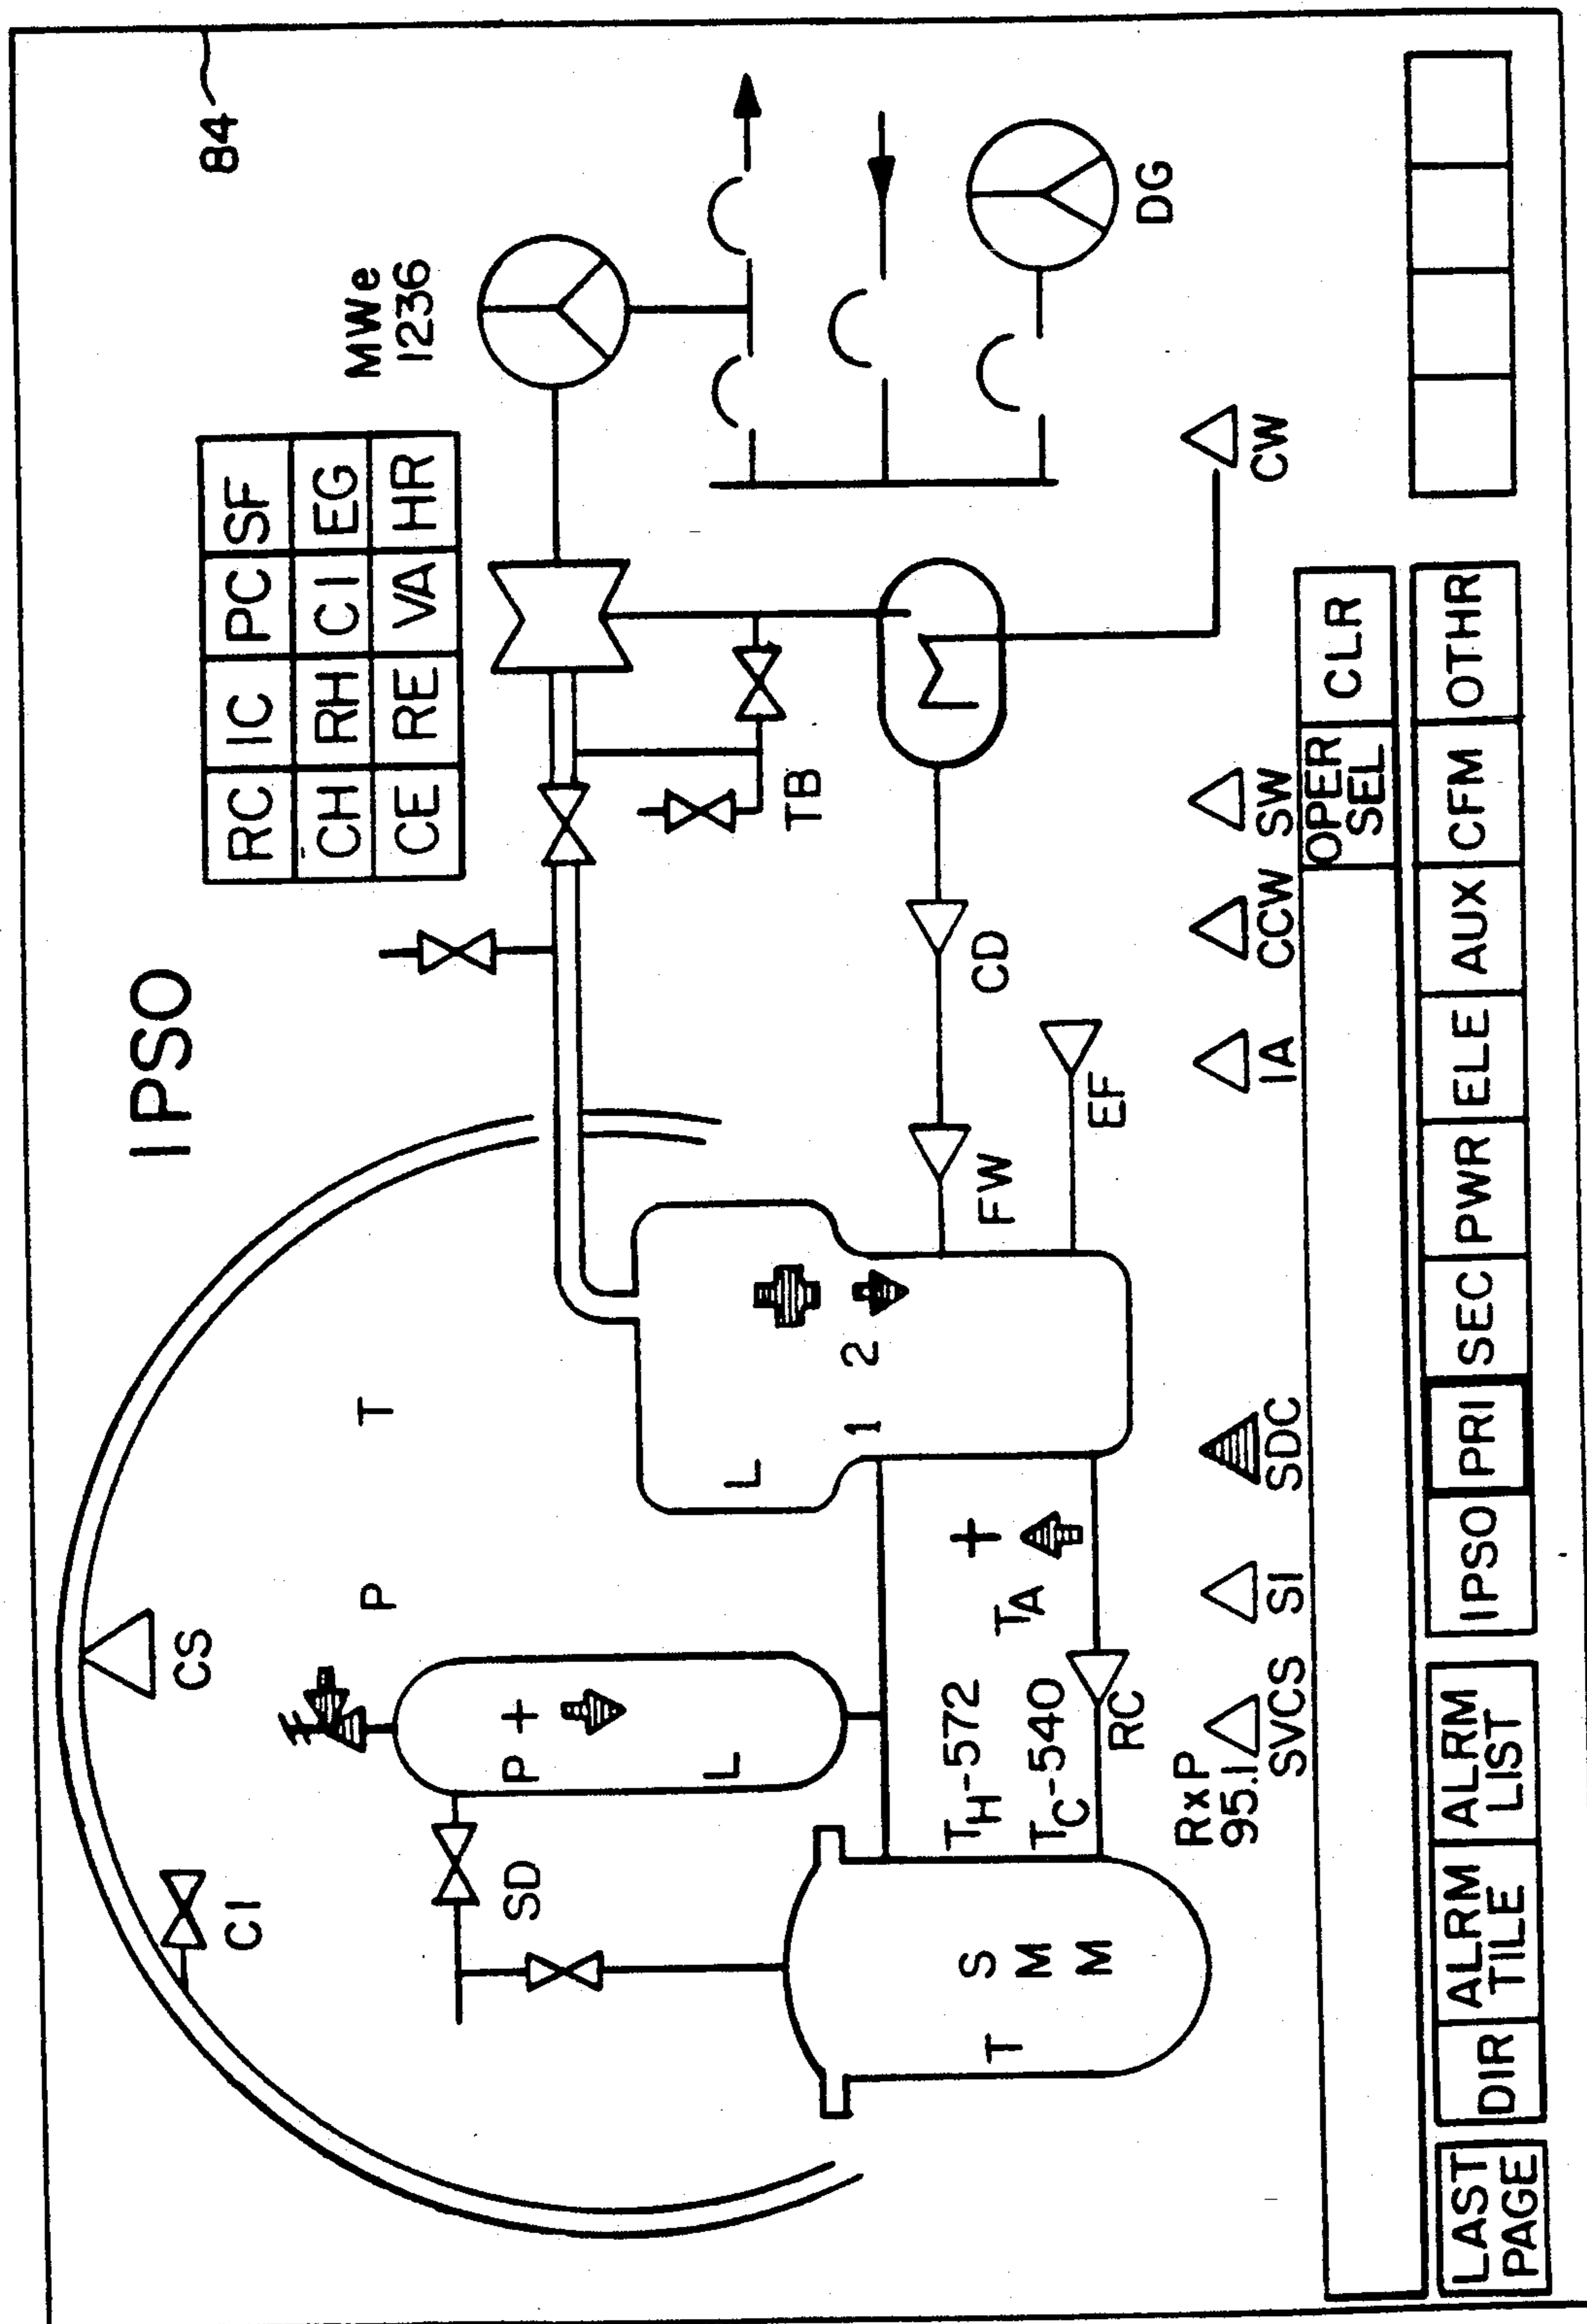 84
IPSO
RC IC PC SF
CH RH CI EG
CE RE VA HR
MWe
1236
CS
CI
P T
SD
P +
L
TB
L
1 2
DG
TH-572
TA +
TC-540
S
T M
M
RC
FW
CD
EF
CW
RxP
95.1
SVCS SI SDC IA CCW SW
OPER
SEL
CLR
LAST
PAGE
DIR
ALRM
TILE
ALRM
LIST
IPSO PRI SEC PWR ELE AUX CFM OTHR